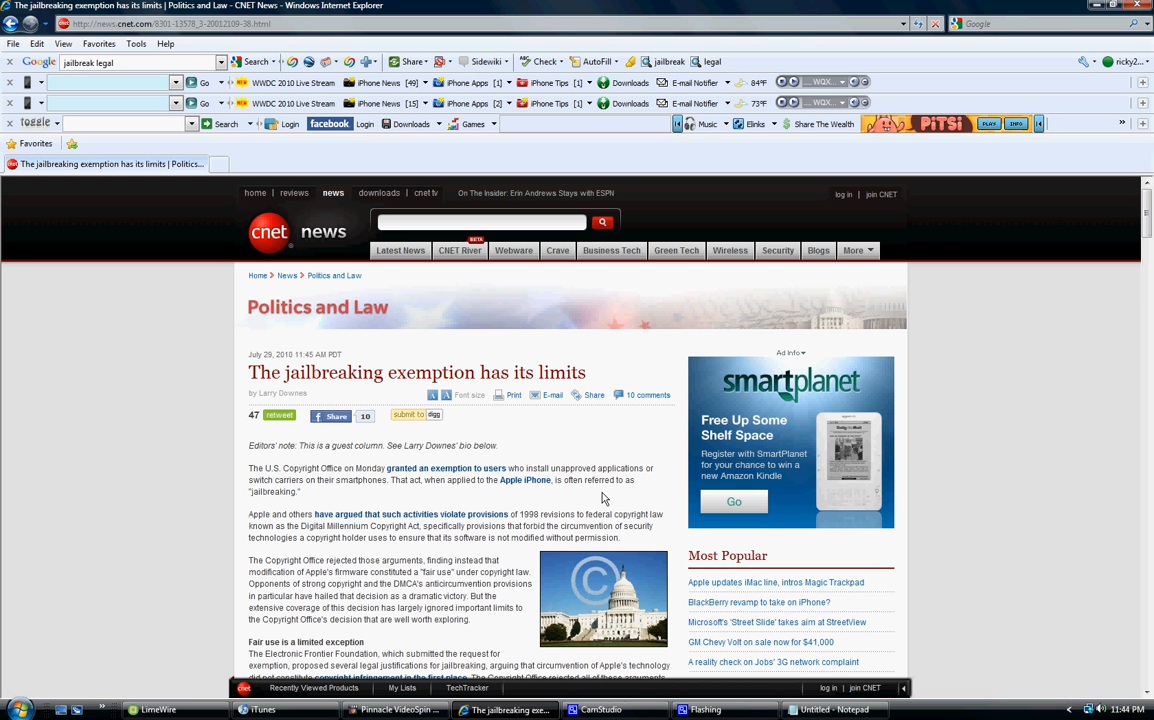 The jailbreaking exemption has its limits | Politics and Law - CNET News - Windows Internet Explorer
http://news.cnet.com/8301-13578_3-20012109-38.html
Google
File Edit View Favorites Tools Help
Google jailbreak legal Search Share Sidewiki Check AutoFill jailbreak legal ricky2...
Go WWDC 2010 Live Stream iPhone News [49] iPhone Apps [1] iPhone Tips [1] Downloads E-mail Notifier 84°F ... WQX...
Go WWDC 2010 Live Stream iPhone News [15] iPhone Apps [2] iPhone Tips [1] Downloads E-mail Notifier 73°F ... WQX...
toggle Search Login facebook Login Downloads Games Music Elinks Share The Wealth PiTSi PLAY INFO
Favorites
The jailbreaking exemption has its limits | Politics...
home | reviews news downloads | cnet tv On The Insider: Erin Andrews Stays with ESPN log in | join CNET
cnet news
BETA
Latest News CNET River Webware Crave Business Tech Green Tech Wireless Security Blogs More
Home > News > Politics and Law
Politics and Law
July 29, 2010 11:45 AM PDT
The jailbreaking exemption has its limits
by Larry Downes A A Font size Print E-mail Share 10 comments
47 retweet f Share 10 submit to digg
Editors' note: This is a guest column. See Larry Downes' bio below.
The U.S. Copyright Office on Monday granted an exemption to users who install unapproved applications or
switch carriers on their smartphones. That act, when applied to the Apple iPhone, is often referred to as
"jailbreaking."
Apple and others have argued that such activities violate provisions of 1998 revisions to federal copyright law
known as the Digital Millennium Copyright Act, specifically provisions that forbid the circumvention of security
technologies a copyright holder uses to ensure that its software is not modified without permission.
The Copyright Office rejected those arguments, finding instead that
modification of Apple's firmware constituted a "fair use" under copyright law.
Opponents of strong copyright and the DMCA's anticircumvention provisions
in particular have hailed that decision as a dramatic victory. But the
extensive coverage of this decision has largely ignored important limits to
the Copyright Office's decision that are well worth exploring.
©
Fair use is a limited exception
The Electronic Frontier Foundation, which submitted the request for
exemption, proposed several legal justifications for jailbreaking, arguing that circumvention of Apple's technology
did not constitute copyright infringement in the first place. The Copyright Office rejected all of these arguments
Ad Info
smartplanet
Free Up Some
Shelf Space
Register with SmartPlanet
for your chance to win a
new Amazon Kindle
Go
Most Popular
Apple updates iMac line, intros Magic Trackpad
BlackBerry revamp to take on iPhone?
Microsoft's 'Street Slide' takes aim at StreetView
GM Chevy Volt on sale now for $41,000
A reality check on Jobs' 3G network complaint
cnet Recently Viewed Products My Lists TechTracker log in | join CNET
LimeWire iTunes Pinnacle VideoSpin ... The jailbreaking exe... CamStudio Flashing Untitled - Notepad 11:44 PM